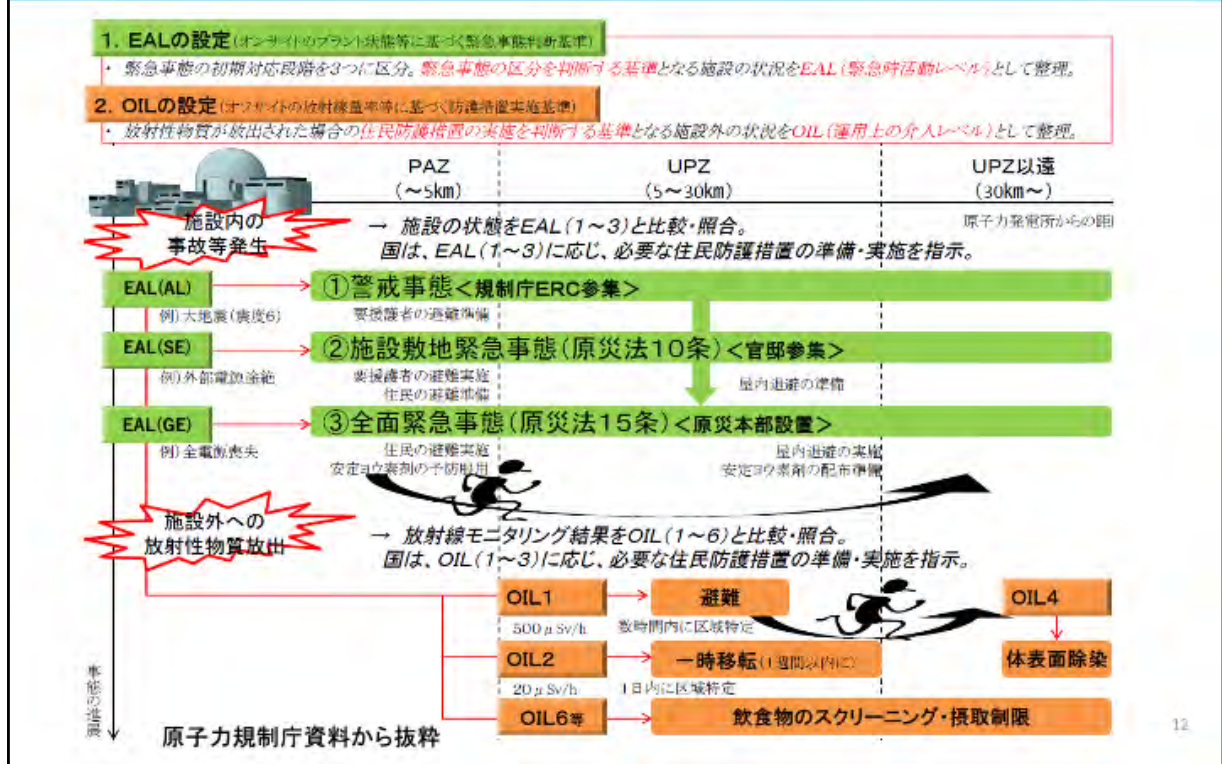 1. EALの設定(オンサイトのプラント状態等に基づく緊急事態判断基準)
・ 緊急事態の初期対応段階を3つに区分。緊急事態の区分を判断する基準となる施設の状況をEAL(緊急時活動レベル)として整理。
2. OILの設定(オフサイトの放射線量率等に基づく防護措置実施基準)
・ 放射性物質が放出された場合の住民防護措置の実施を判断する基準となる施設外の状況をOIL(運用上の介入レベル)として整理。
PAZ
(～5km)
UPZ
(5～30km)
UPZ以遠
(30km～)
原子力発電所からの距
施設内の
事故等発生
→ 施設の状態をEAL(1～3)と比較・照合。
国は、EAL(1～3)に応じ、必要な住民防護措置の準備・実施を指示。
EAL(AL)
①警戒事態<規制庁ERC参集>
例)大地震(震度6)
要援護者の避難準備
EAL(SE)
②施設敷地緊急事態(原災法10条)<官邸参集>
例)外部電源途絶
要援護者の避難実施
住民の避難準備
屋内退避の準備
EAL(GE)
③全面緊急事態(原災法15条)<原災本部設置>
例)全電源喪失
住民の避難実施
安定ヨウ素剤の予防服用
屋内退避の実施
安定ヨウ素剤の配布準備
施設外への
放射性物質放出
→ 放射線モニタリング結果をOIL(1～6)と比較・照合。
国は、OIL(1～3)に応じ、必要な住民防護措置の準備・実施を指示。
OIL1
避難
OIL4
500μSv/h
数時間内に区域特定
OIL2
一時移転(1週間以内に)
体表面除染
20μSv/h
1日内に区域特定
OIL6等
飲食物のスクリーニング・摂取制限
事態の進展
原子力規制庁資料から抜粋
12